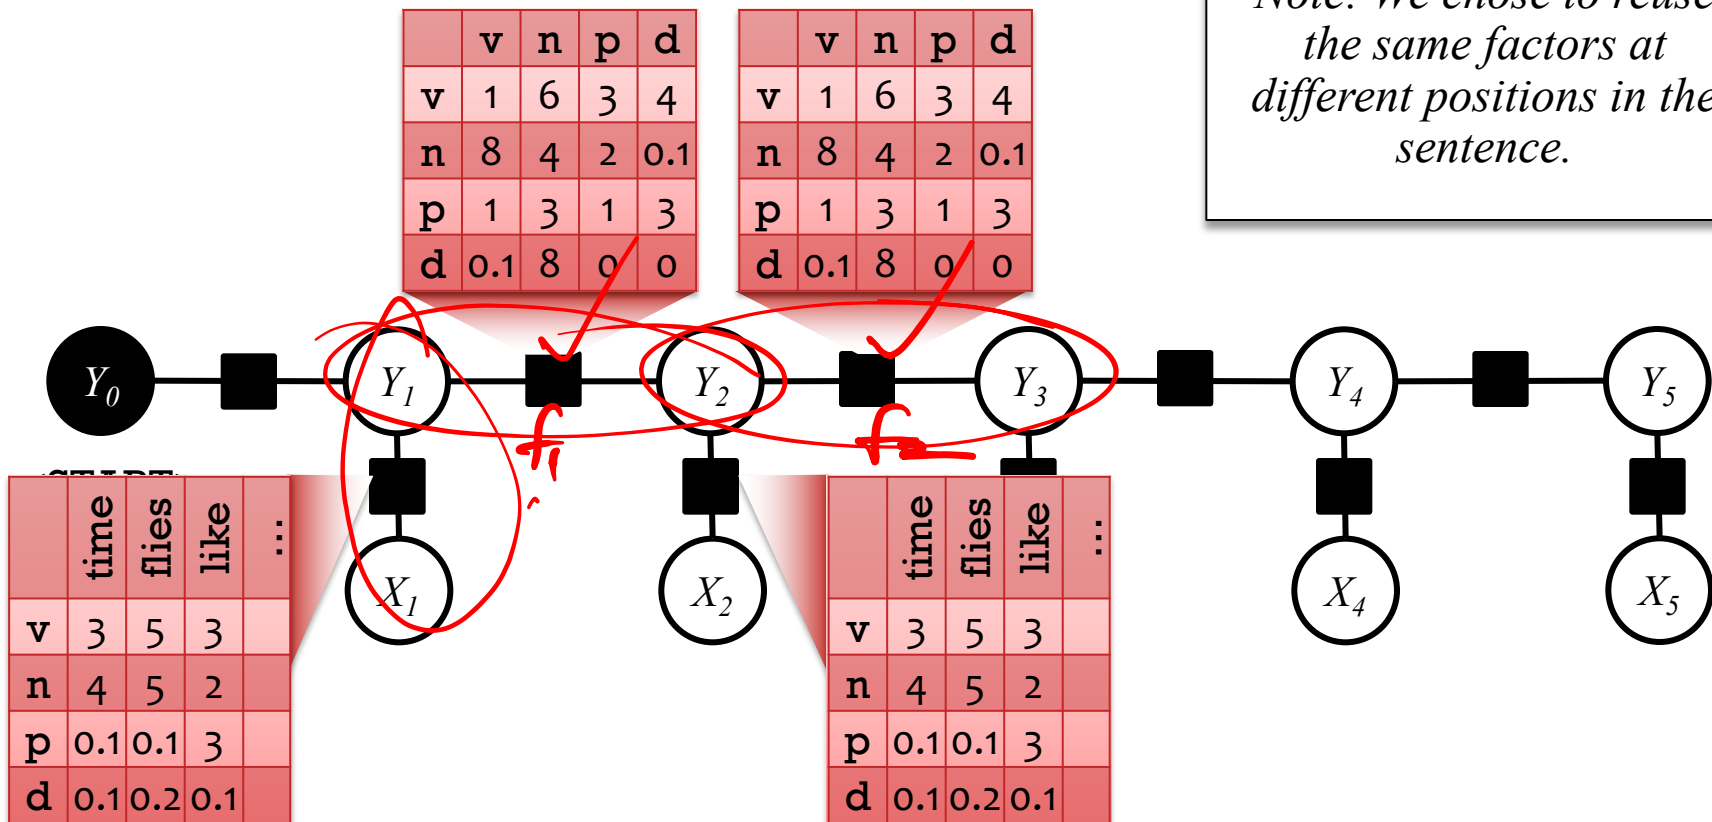 Note: We chose to reuse
the same factors at
different positions in the
sentence.
v n p d
v 1 6 3 4
n 8 4 2 0.1
p 1 3 1 3
d 0.1 8 0 0
v n p d
v 1 6 3 4
n 8 4 2 0.1
p 1 3 1 3
d 0.1 8 0 0
Y0 Y1 Y2 Y3 Y4 Y5
f1 f2
time flies like ...
v 3 5 3
n 4 5 2
p 0.1 0.1 3
d 0.1 0.2 0.1
X1 X2 X4 X5
time flies like ...
v 3 5 3
n 4 5 2
p 0.1 0.1 3
d 0.1 0.2 0.1